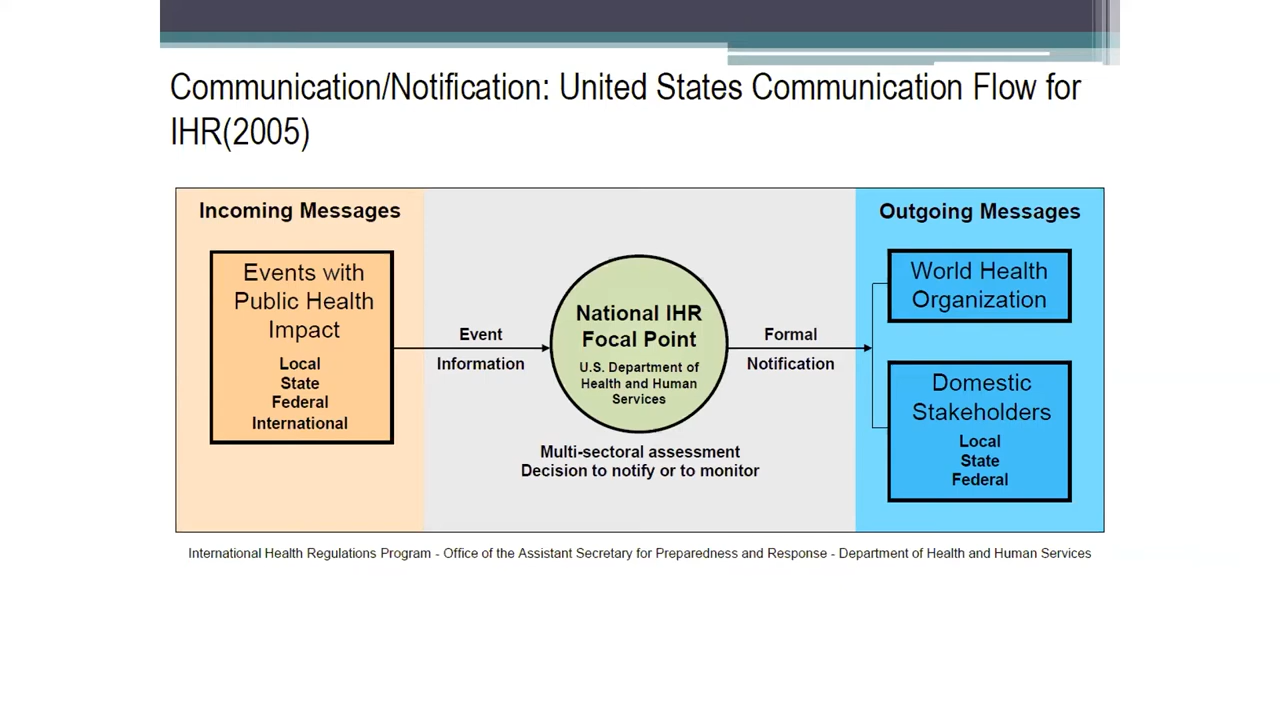 Communication/Notification: United States Communication Flow for
IHR(2005)
Incoming Messages
Events with
Public Health
Impact
Local
State
Federal
International
Event
Information
National IHR
Focal Point
U.S. Department of
Health and Human
Services
Multi-sectoral assessment
Decision to notify or to monitor
Formal
Notification
Outgoing Messages
World Health
Organization
Domestic
Stakeholders
Local
State
Federal
International Health Regulations Program - Office of the Assistant Secretary for Preparedness and Response - Department of Health and Human Services